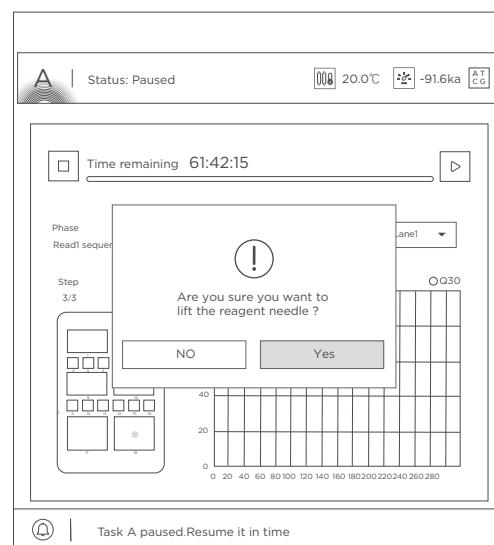 A
Status: Paused
20.0℃
-91.6ka
A T
C G
Time remaining 61:42:15
Phase
Read1 sequen
Lane1
Step
3/3
Q30
Are you sure you want to
lift the reagent needle ?
NO
Yes
40
20
0
0 20 40 60 80 100 120 140 160 180 200 220 240 260 280
Task A paused.Resume it in time